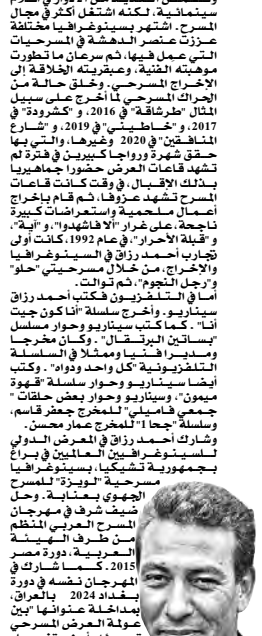 سينمائية، لكنه اشتغل أكثر في مجال
المسرح. اشتهر بسينوغرافيا مختلفة
عززت عنصر الدهشة في المسرحيات
التي عمل فيها، ثم سرعان ما تطورت
موهبته الفنية، وعبقريته الخلاقة إلى
الإخراج المسرحي. وخلق حالة من
الحراك المسرحي لما أخرج على سبيل
المثال "طرشاقة" في 2016، و "كشرودة" في
2017، و "خاطيني" في 2019، و "شارع
المنافقين" في 2020 وغيرها، والتي بها
حقق شهرة ورواجا كبيرين في فترة لم
تشهد قاعات العرض حضورا جماهيريا
بذلك الإقبال، في وقت كانت قاعات
المسرح تشهد عزوفا، ثم قام بإخراج
أعمال ملحمية واستعراضات كبيرة
ناجحة، على غرار "ألا فاشهدوا"، و "آية"،
و "قبلة الأحرار"، في عام 1992، كانت أولى
تجارب أحمد رزاق في السينوغرافيا
والإخراج، من خلال مسرحيتي "حلو"
و "رجل النجوم"، ثم توالت.
أما في التلفزيون فكتب أحمد رزاق
سيناريو. وأخرج سلسلة "أنا كون جيت
أنا" . كما كتب سيناريو وحوار مسلسل
"بساتين البرتقال" . وكان مخرجا
ومديرا فنيا وممثلا في السلسلة
التلفزيونية "كل واحد ودواه" . وكتب
أيضا سيناريو وحوار سلسلة "قهوة
ميمون"، وسيناريو وحوار بعض حلقات "
جمعي فاميلي" للمخرج جعفر قاسم،
وسلسلة "جحا 1" للمخرج عمار محسن.
وشارك أحمد رزاق في المعرض الدولي
للسينوغرافيين العالميين في براغ
بجمهورية تشيكيا، بسينوغرافيا
مسرحية "لويزة" للمسرح
الجهوي بعنابة. وحل
ضيف شرف في مهرجان
المسرح العربي المنظم
من طرف الهيئة
العربية، دورة مصر
2015. كما شارك في
المهرجان نفسه في دورة
بغداد 2024 بالعراق،
بمداخلة عنوانها "بين
عولمة العرض المسرحي